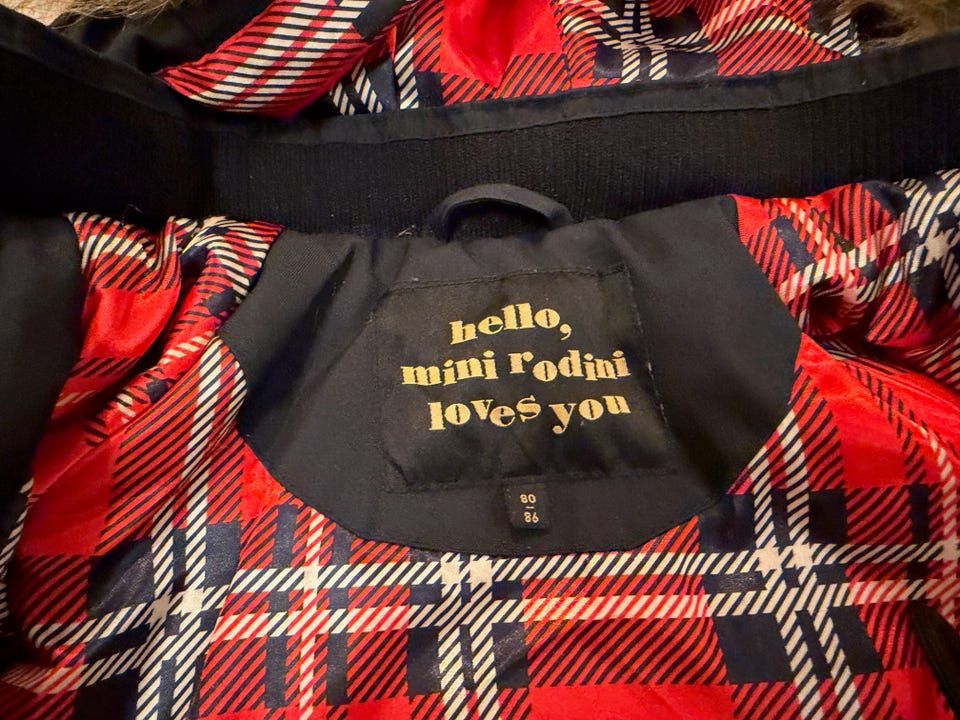 hello,
mini rodini
loves you
80
–
86